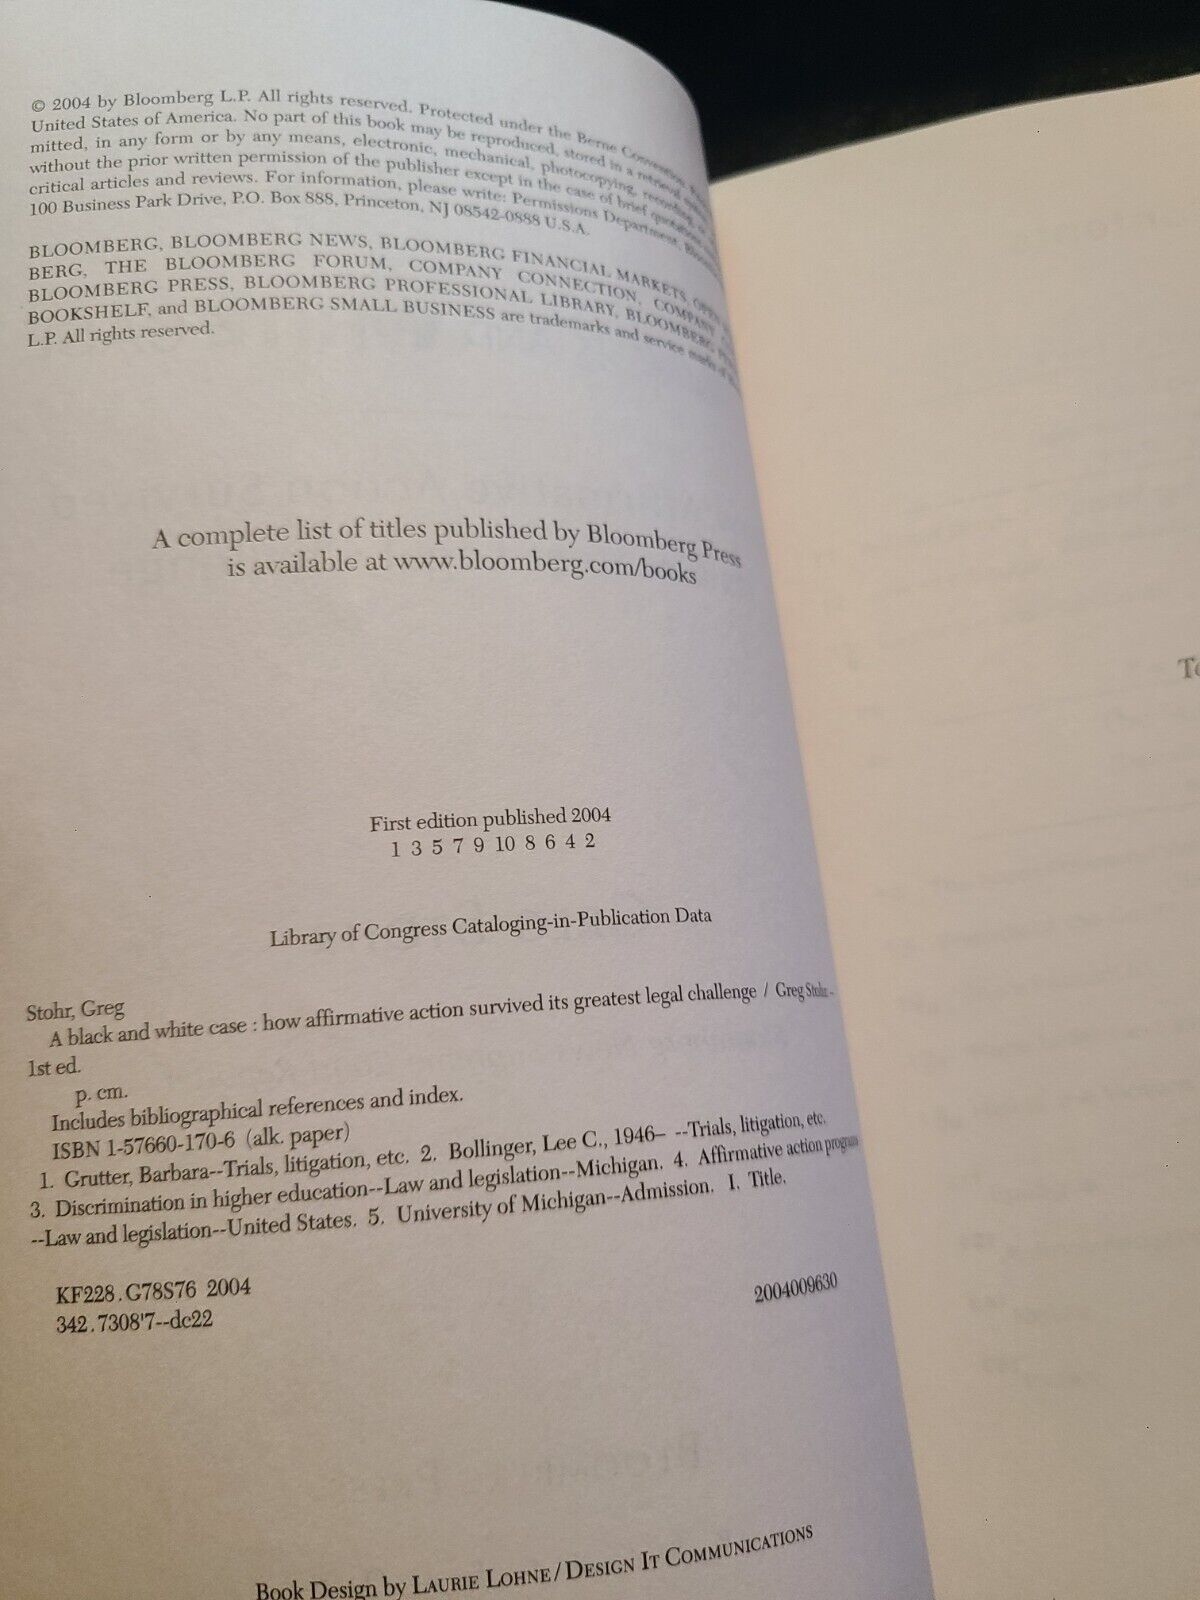 © 2004 by Bloomberg L.P. All rights reserved. Protected under the Berne Convention.
United States of America. No part of this book may be reproduced, stored in a retrieval
mitted, in any form or by any means, electronic, mechanical, photocopying, recording,
without the prior written permission of the publisher except in the case of brief quotations
critical articles and reviews. For information, please write: Permissions Department,
100 Business Park Drive, P.O. Box 888, Princeton, NJ 08542-0888 U.S.A.
BLOOMBERG, BLOOMBERG NEWS, BLOOMBERG FINANCIAL MARKETS, OPEN
BERG, THE BLOOMBERG FORUM, COMPANY CONNECTION, COMPANY
BLOOMBERG PRESS, BLOOMBERG PROFESSIONAL LIBRARY, BLOOMBERG
BOOKSHELF, and BLOOMBERG SMALL BUSINESS are trademarks and service marks of
L.P. All rights reserved.
A complete list of titles published by Bloomberg Press
is available at www.bloomberg.com/books
First edition published 2004
1 3 5 7 9 10 8 6 4 2
Library of Congress Cataloging-in-Publication Data
Stohr, Greg
A black and white case : how affirmative action survived its greatest legal challenge / Greg Stohr.-
1st ed.
p. cm.
Includes bibliographical references and index.
ISBN 1-57660-170-6 (alk. paper)
1. Grutter, Barbara--Trials, litigation, etc. 2. Bollinger, Lee C., 1946– --Trials, litigation, etc.
3. Discrimination in higher education--Law and legislation--Michigan. 4. Affirmative action program
--Law and legislation--United States. 5. University of Michigan--Admission. I. Title.
KF228.G78S76 2004
342.7308'7--dc22
2004009630
Book Design by LAURIE LOHNE / DESIGN IT COMMUNICATIONS